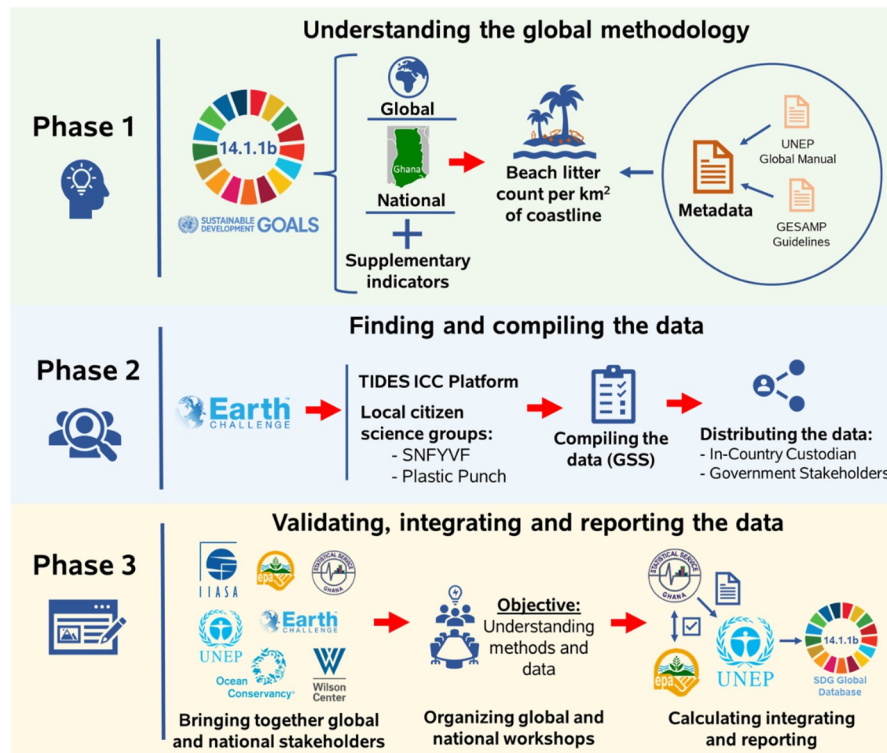 Understanding the global methodology
Phase 1
14.1.1b
SUSTAINABLE
DEVELOPMENT GOALS
Global
Ghana
National
Supplementary
indicators
Beach litter
count per km²
of coastline
Metadata
UNEP
Global Manual
GESAMP
Guidelines
Finding and compiling the data
Phase 2
Earth
CHALLENGE
TIDES ICC Platform
Local citizen
science groups:
- SNFYVF
- Plastic Punch
Compiling the
data (GSS)
Distributing the data:
- In-Country Custodian
- Government Stakeholders
Validating, integrating and reporting the data
Phase 3
IIASA
epa
STATISTICAL SERVICE
GHANA
UNEP
Earth
CHALLENGE
Ocean
Conservancy
Wilson
Center
Bringing together global
and national stakeholders
Objective:
Understanding
methods and
data
Organizing global and
national workshops
STATISTICAL SERVICE
GHANA
epa
UNEP
14.1.1b
SDG Global
Database
Calculating integrating
and reporting